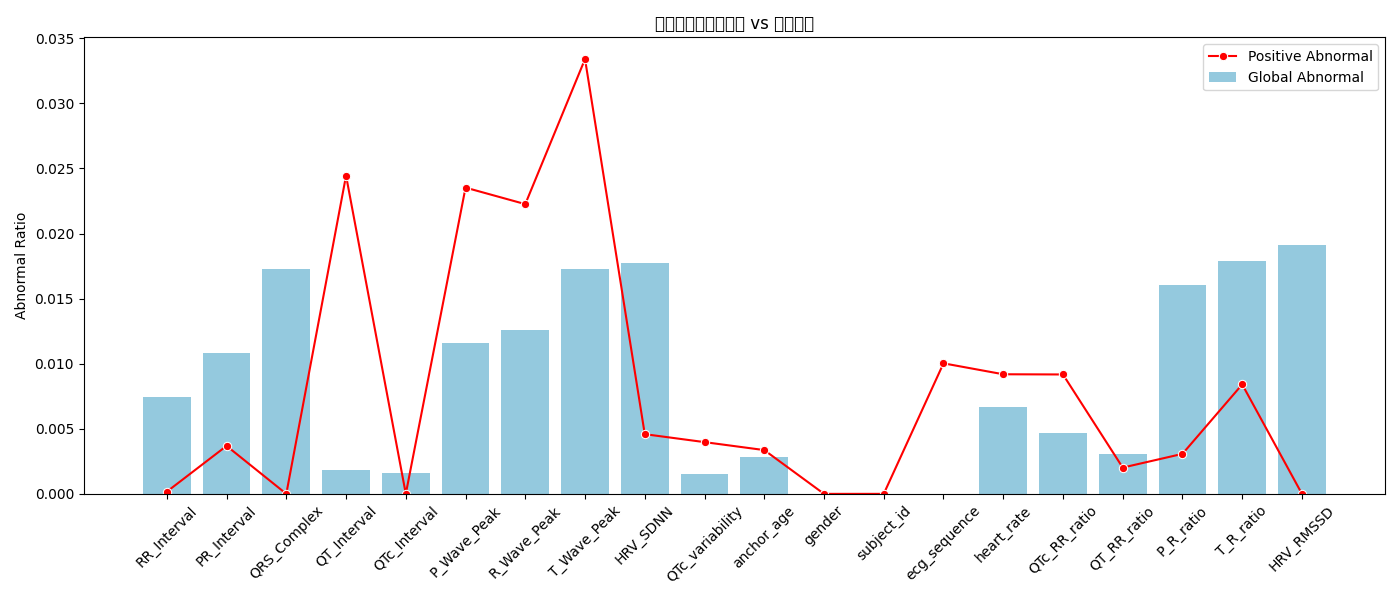 vs
0.035
0.030
0.025
0.020
0.015
0.010
0.005
0.000
Abnormal Ratio
Positive Abnormal
Global Abnormal
RR_Interval
PR_Interval
QRS_Complex
QT_Interval
QTc_Interval
P_Wave_Peak
R_Wave_Peak
T_Wave_Peak
HRV_SDNN
QTc_variability
anchor_age
gender
subject_id
ecg_sequence
heart_rate
QTc_RR_ratio
QT_RR_ratio
P_R_ratio
T_R_ratio
HRV_RMSSD